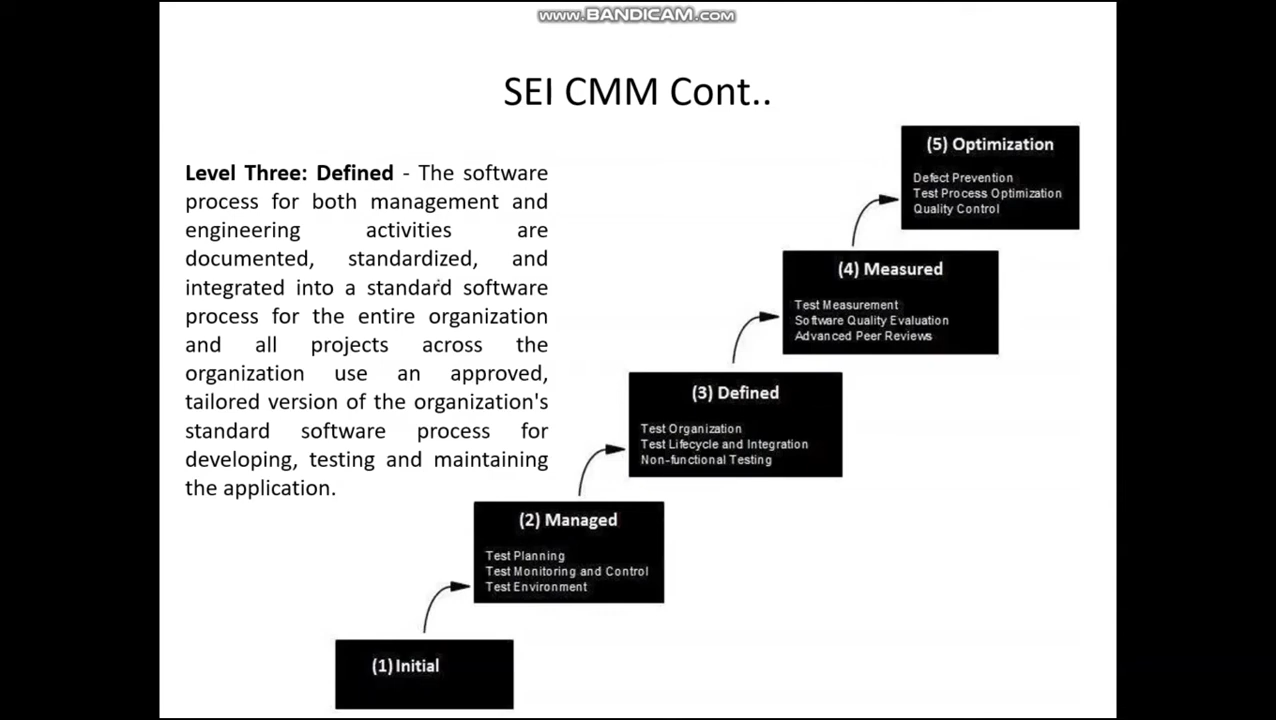 www.BANDICAM.com
SEI CMM Cont..
Level Three: Defined - The software
process for both management and
engineering activities are
documented, standardized, and
integrated into a standard software
process for the entire organization
and all projects across the
organization use an approved,
tailored version of the organization's
standard software process for
developing, testing and maintaining
the application.
(5) Optimization
Defect Prevention
Test Process Optimization
Quality Control
(4) Measured
Test Measurement
Software Quality Evaluation
Advanced Peer Reviews
(3) Defined
Test Organization
Test Lifecycle and Integration
Non-functional Testing
(2) Managed
Test Planning
Test Monitoring and Control
Test Environment
(1) Initial